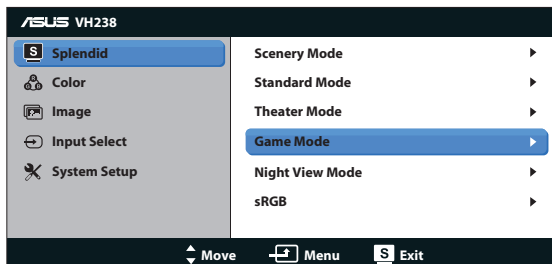 ASUS VH238
S Splendid
Color
Image
Input Select
System Setup
Scenery Mode
Standard Mode
Theater Mode
Game Mode
Night View Mode
sRGB
Move Menu S Exit